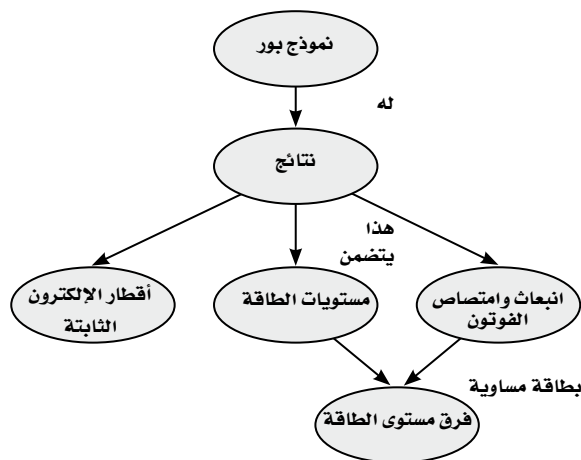 نموذج بور
له
نتائج
هذا
يتضمن
انبعاث وامتصاص
الفوتون
مستويات الطاقة
أقطار الإلكترون
الثابتة
بطاقة مساوية
فرق مستوى الطاقة